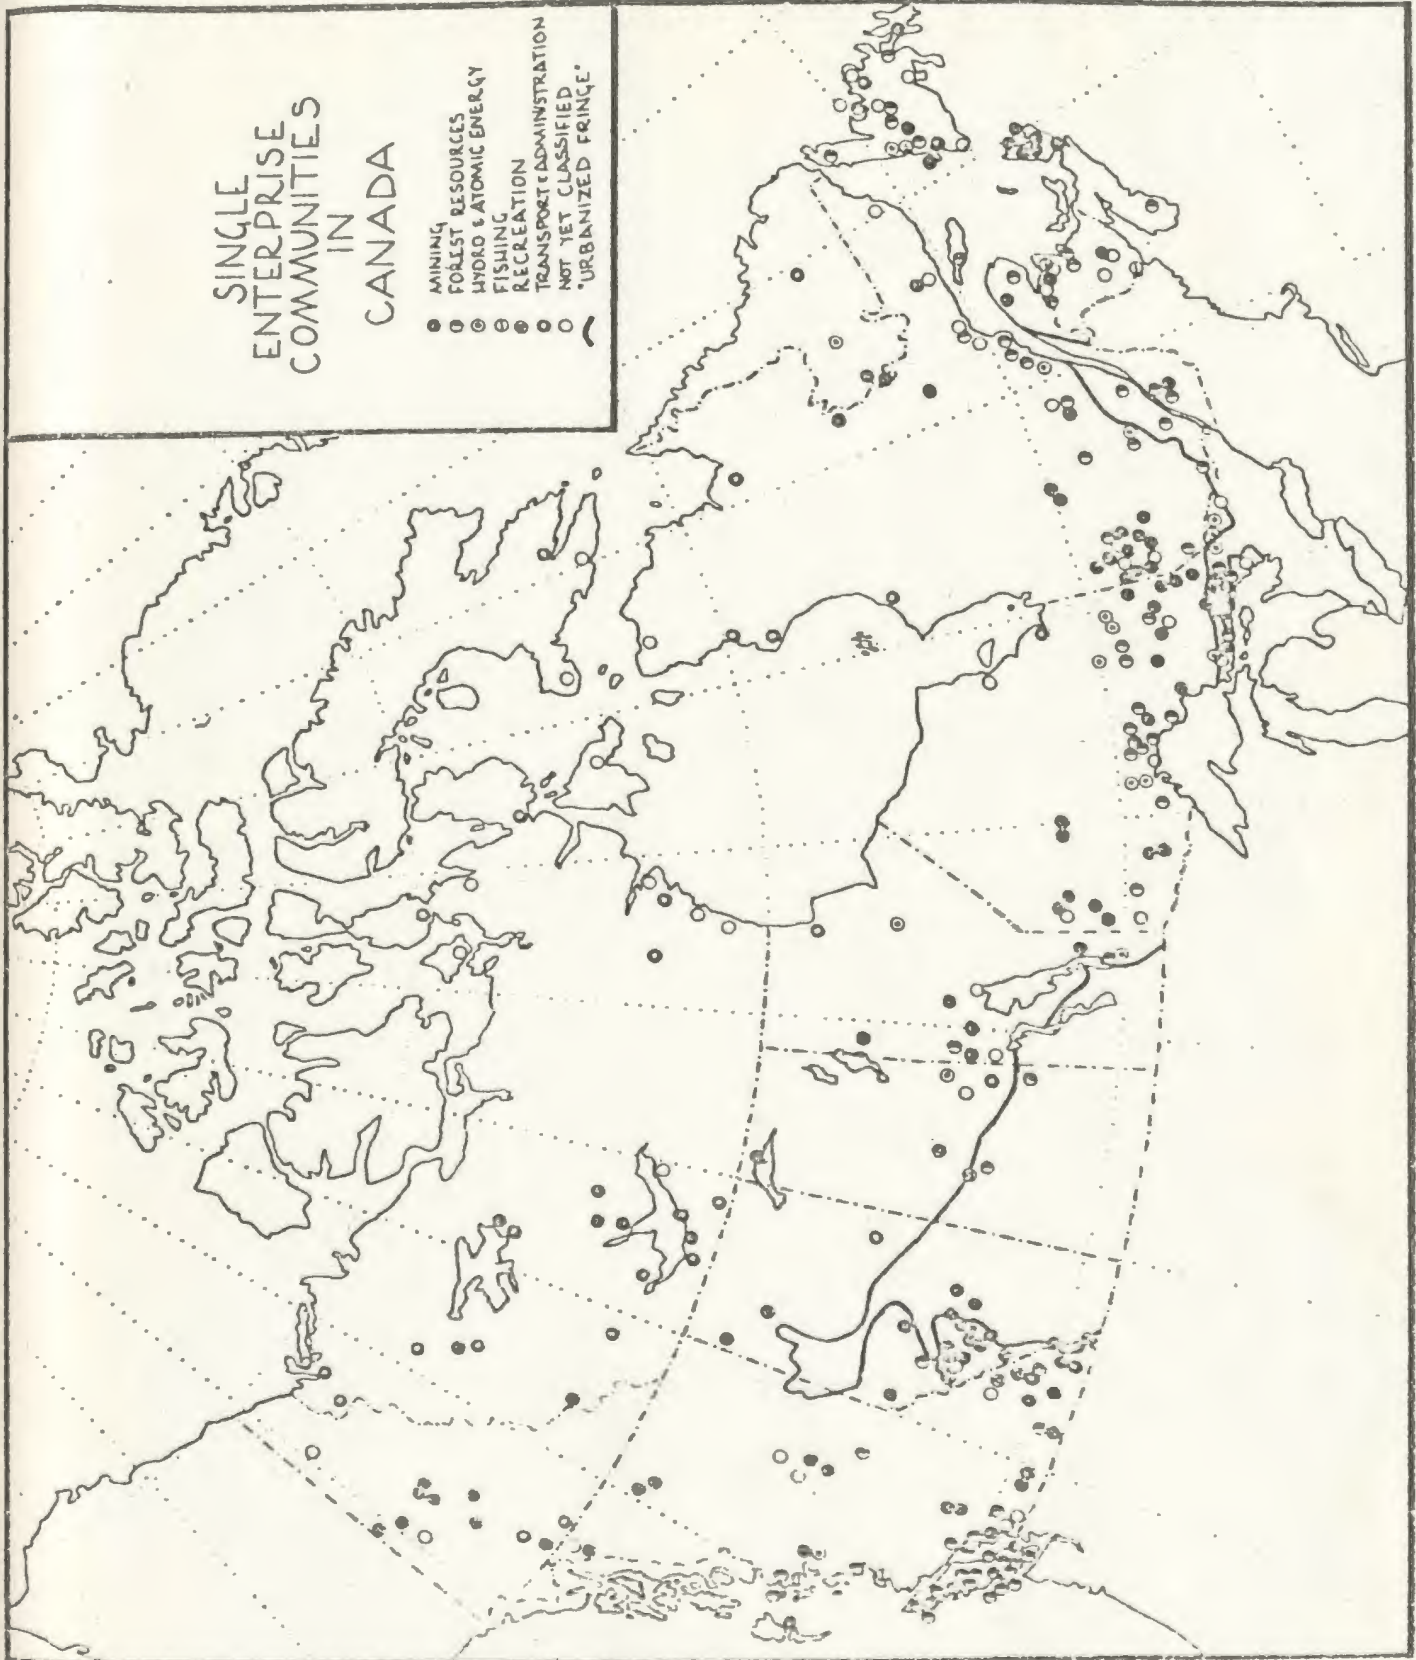 SINGLE
ENTERPRISE
COMMUNITIES
IN
CANADA
MINING
FOREST RESOURCES
HYDRO & ATOMIC ENERGY
FISHING
RECREATION
TRANSPORT & ADMINISTRATION
NOT YET CLASSIFIED
"URBANIZED FRINGE"